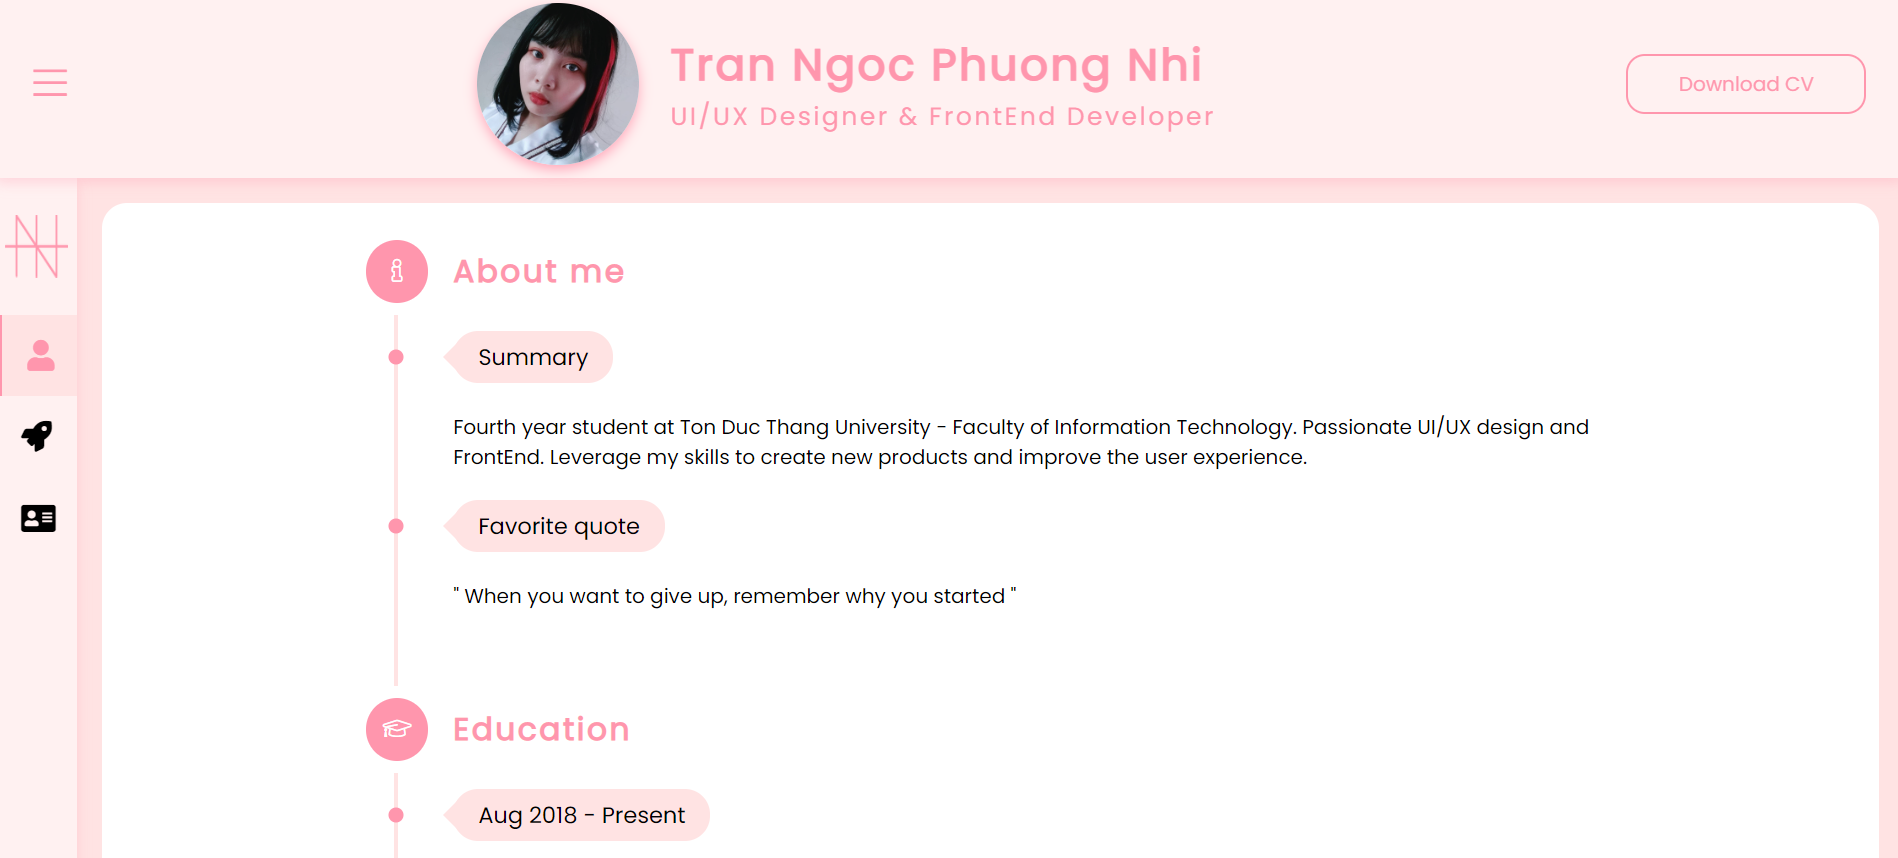 Tran Ngoc Phuong Nhi
UI/UX Designer & FrontEnd Developer
Download CV
About me
Summary
Fourth year student at Ton Duc Thang University - Faculty of Information Technology. Passionate UI/UX design and
FrontEnd. Leverage my skills to create new products and improve the user experience.
Favorite quote
" When you want to give up, remember why you started "
Education
Aug 2018 - Present